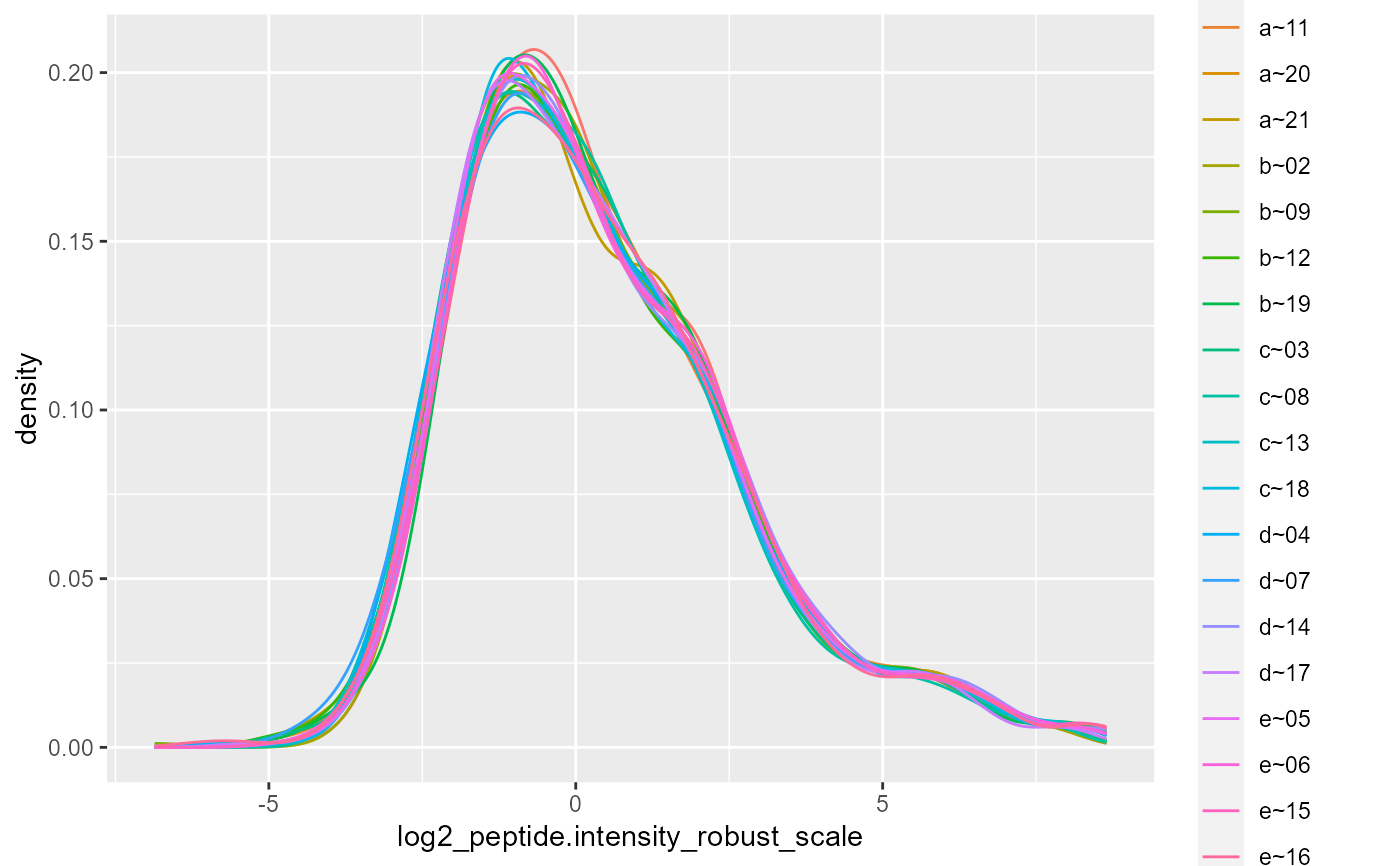 0.20
0.15
0.10
0.05
0.00
-5
0
5
density
log2_peptide.intensity_robust_scale
a~11
a~20
a~21
b~02
b~09
b~12
b~19
c~03
c~08
c~13
c~18
d~04
d~07
d~14
d~17
e~05
e~06
e~15
e~16